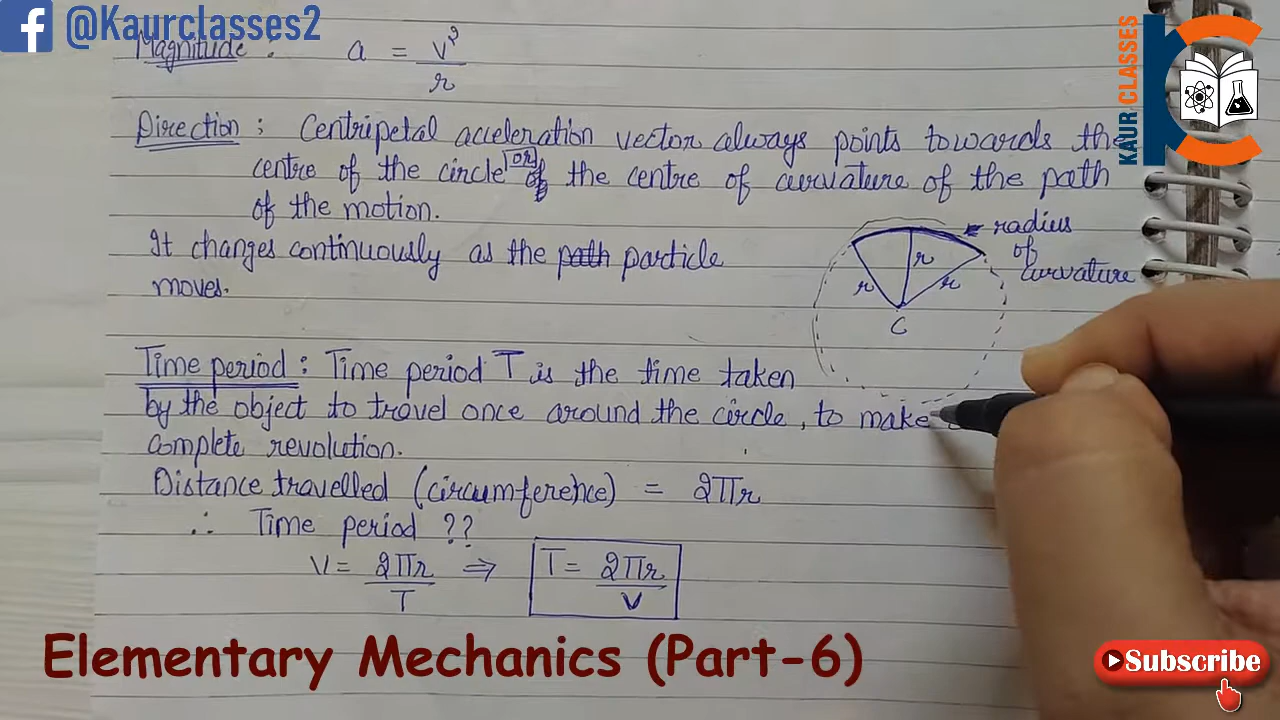 @Kaurclasses2
Magnitude : a = v²/r
KAUR CLASSES
Direction : Centripetal acceleration vector always points towards the
centre of the circle or the centre of curvature of the path
of the motion.
It changes continuously as the path particle
moves.
radius
of
curvature
r
r
r
C
Time period : Time period T is the time taken
by the object to travel once around the circle, to make
complete revolution.
Distance travelled (circumference) = 2πr
∴ Time period ??
V = 2πr/T ⇒ T = 2πr/V
Elementary Mechanics (Part-6)
Subscribe